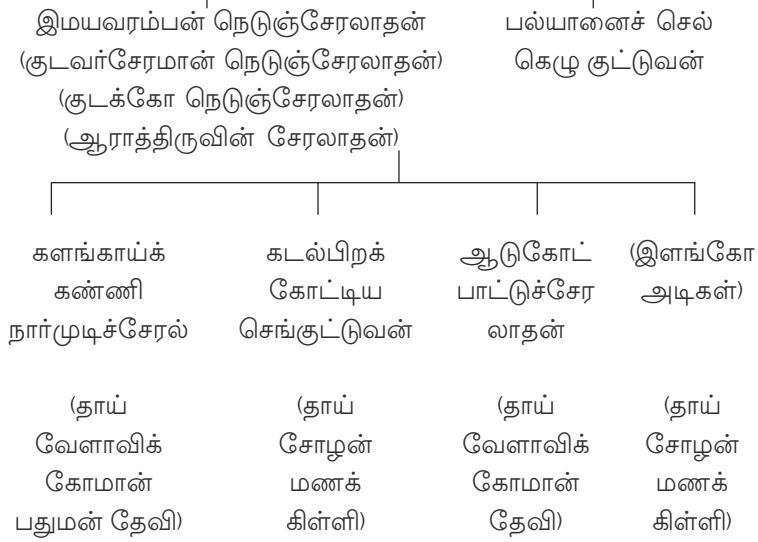 இமயவரம்பன் நெடுஞ்சேரலாதன்
(குடவர்சேரமான் நெடுஞ்சேரலாதன்)
(குடக்கோ நெடுஞ்சேரலாதன்)
(ஆராத்திருவின் சேரலாதன்)
பல்யானைச் செல்
கெழு குட்டுவன்
களங்காய்க்
கண்ணி
நார்முடிச்சேரல்
கடல்பிறக்
கோட்டிய
செங்குட்டுவன்
ஆடுகோட்
பாட்டுச்சேர
லாதன்
(இளங்கோ
அடிகள்)
(தாய்
வேளாவிக்
கோமான்
பதுமன் தேவி)
(தாய்
சோழன்
மணக்
கிள்ளி)
(தாய்
வேளாவிக்
கோமான்
தேவி)
(தாய்
சோழன்
மணக்
கிள்ளி)